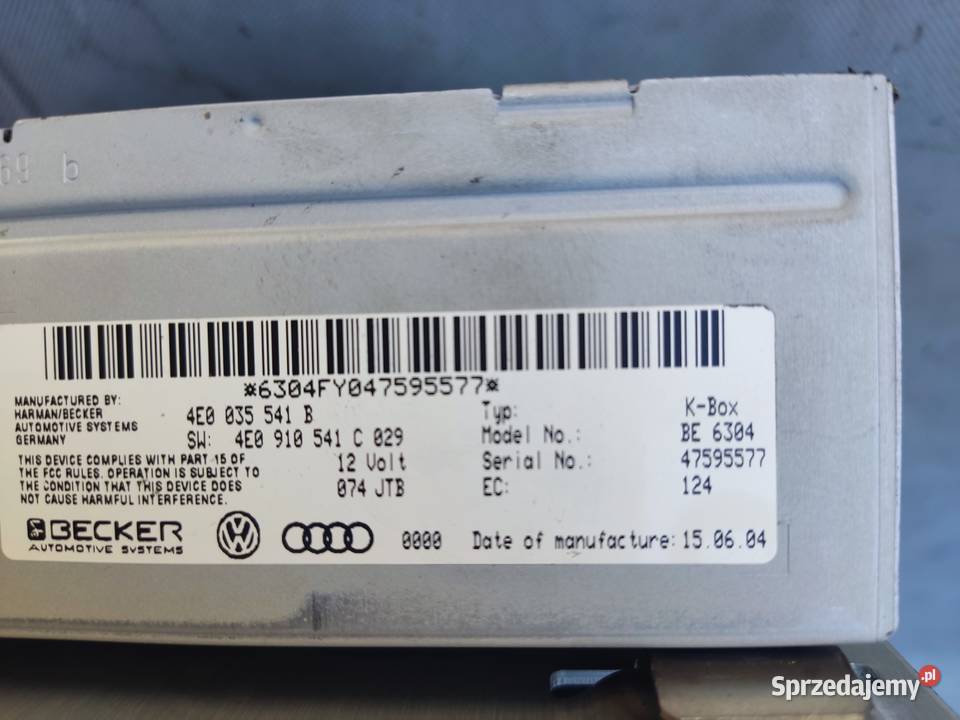 69 b
*6304FY047595577*
MANUFACTURED BY:
HARMAN/BECKER
AUTOMOTIVE SYSTEMS
GERMANY
4E0 035 541 B
SW: 4E0 910 541 C 029
12 Volt
074 JTB
THIS DEVICE COMPLIES WITH PART 15 OF
THE FCC RULES. OPERATION IS SUBJECT TO
THE CONDITION THAT THIS DEVICE DOES
NOT CAUSE HARMFUL INTERFERENCE.
Typ: K-Box
Model No.: BE 6304
Serial No.: 47595577
EC: 124
BECKER
AUTOMOTIVE SYSTEMS
0000 Date of manufacture: 15.06.04
Sprzedajemy.pl